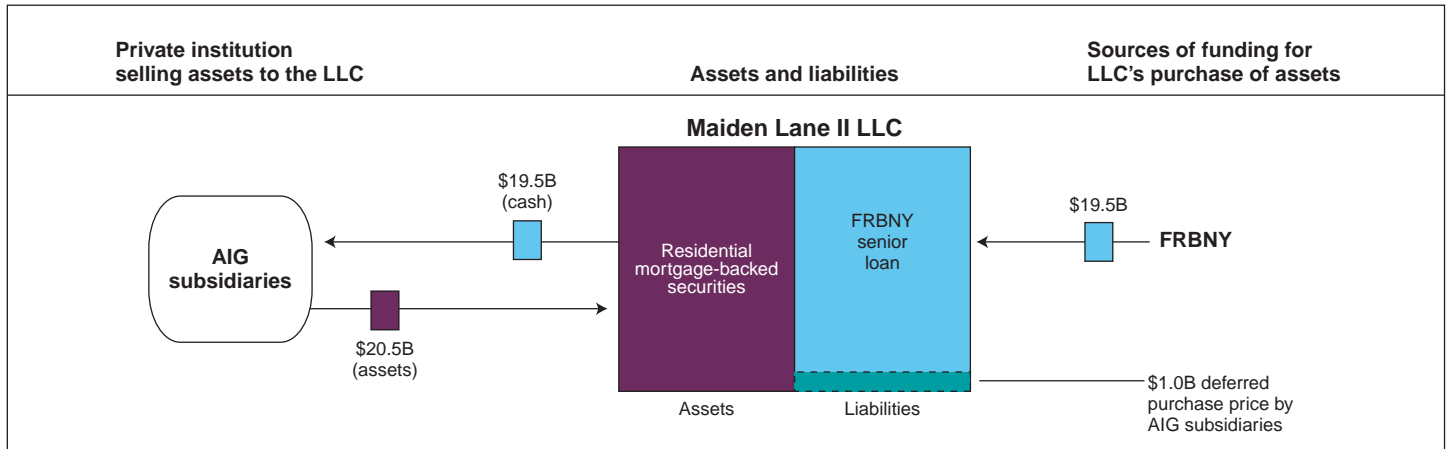 Private institution
selling assets to the LLC
Assets and liabilities
Sources of funding for
LLC's purchase of assets
Maiden Lane II LLC
$19.5B
(cash)
$19.5B
AIG
subsidiaries
Residential
mortgage-backed
securities
FRBNY
senior
loan
FRBNY
$20.5B
(assets)
$1.0B deferred
purchase price by
AIG subsidiaries
Assets
Liabilities